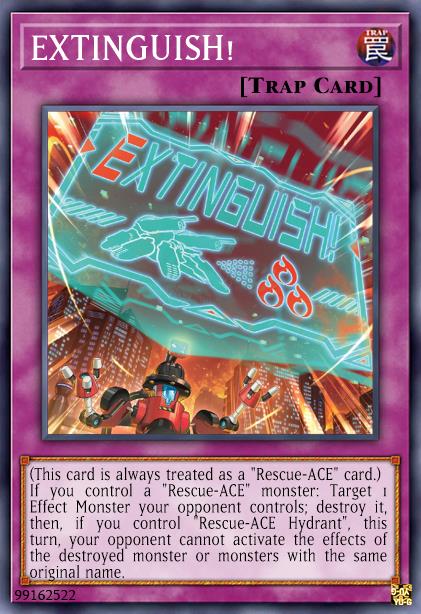 EXTINGUISH!
TRAP
罠
[TRAP CARD]
EXTINGUISH!
(This card is always treated as a "Rescue-ACE" card.)
If you control a "Rescue-ACE" monster: Target 1
Effect Monster your opponent controls; destroy it,
then, if you control "Rescue-ACE Hydrant", this
turn, your opponent cannot activate the effects of
the destroyed monster or monsters with the same
original name.
99162522